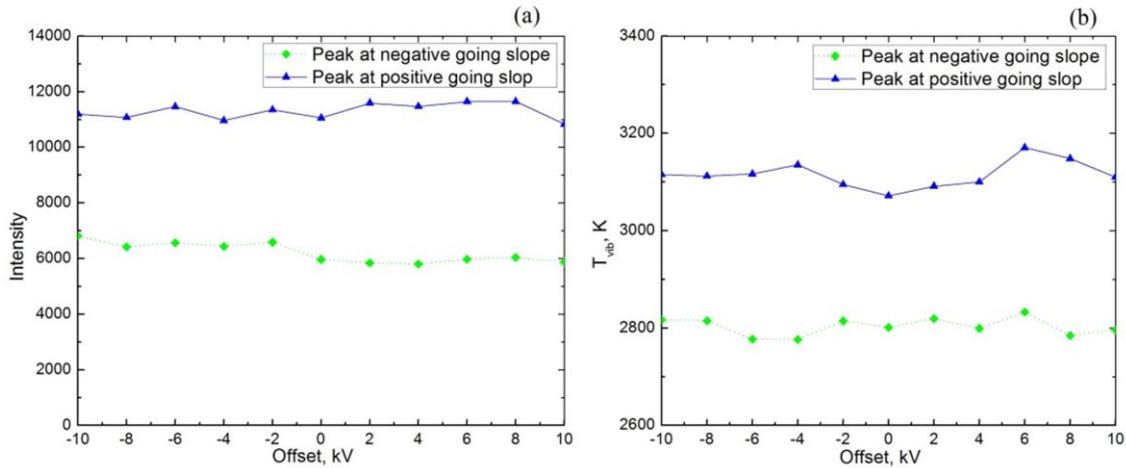 (a)
14000
12000
10000
8000
6000
4000
2000
0
Intensity
Peak at negative going slope
Peak at positive going slop
-10 -8 -6 -4 -2 0 2 4 6 8 10
Offset, kV
(b)
3400
3200
3000
2800
2600
T_vib, K
Peak at negative going slope
Peak at positive going slop
-10 -8 -6 -4 -2 0 2 4 6 8 10
Offset, kV